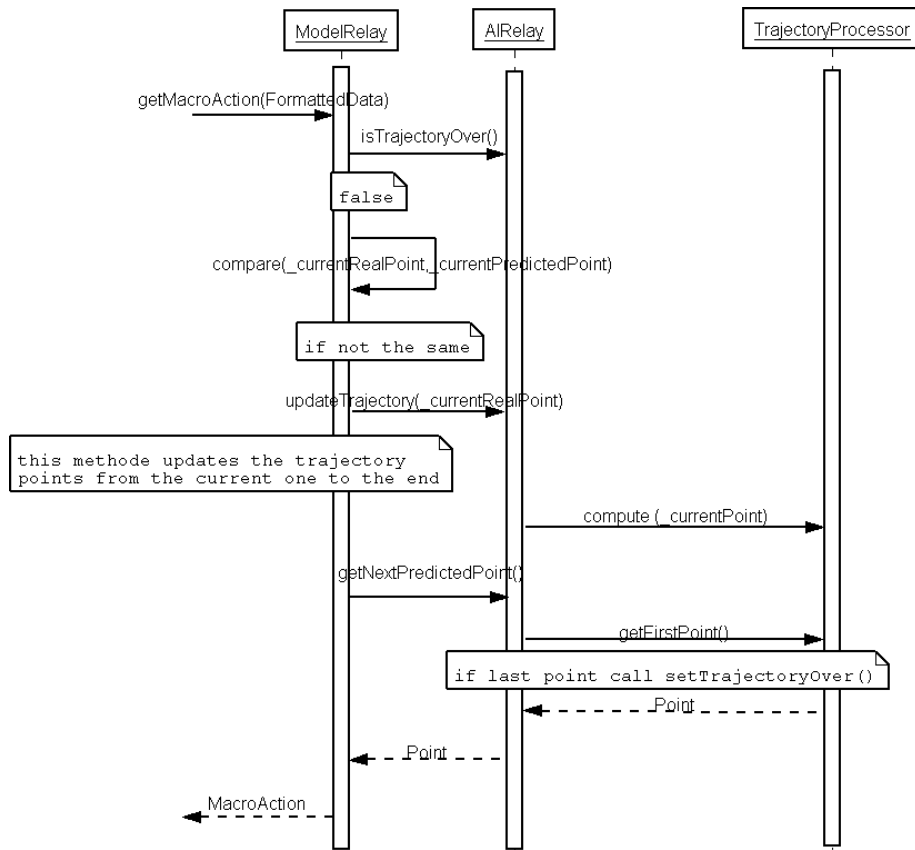 ModelRelay
AIRelay
TrajectoryProcessor
getMacroAction(FormattedData)
isTrajectoryOver()
false
compare(_currentRealPoint,_currentPredictedPoint)
if not the same
updateTrajectory(_currentRealPoint)
this methode updates the trajectory
points from the current one to the end
compute (_currentPoint)
getNextPredictedPoint()
getFirstPoint()
if last point call setTrajectoryOver()
Point
Point
MacroAction